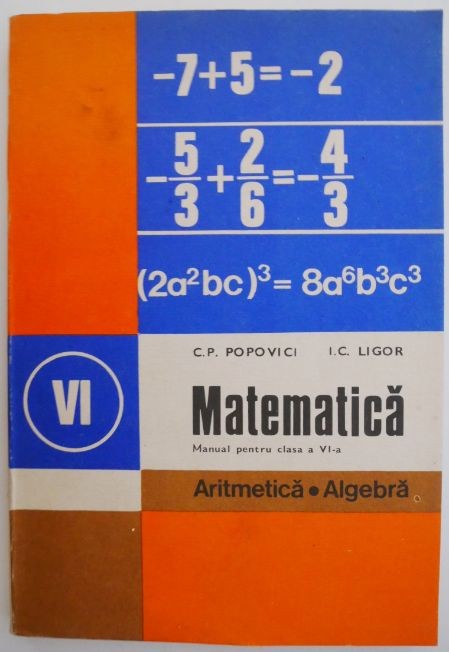 −7+5=−2
−5/3+2/6=−4/3
(2a²bc)³=8a⁶b³c³
C.P. POPOVICI I.C. LIGOR
VI
Matematică
Manual pentru clasa a VI-a
Aritmetică • Algebră